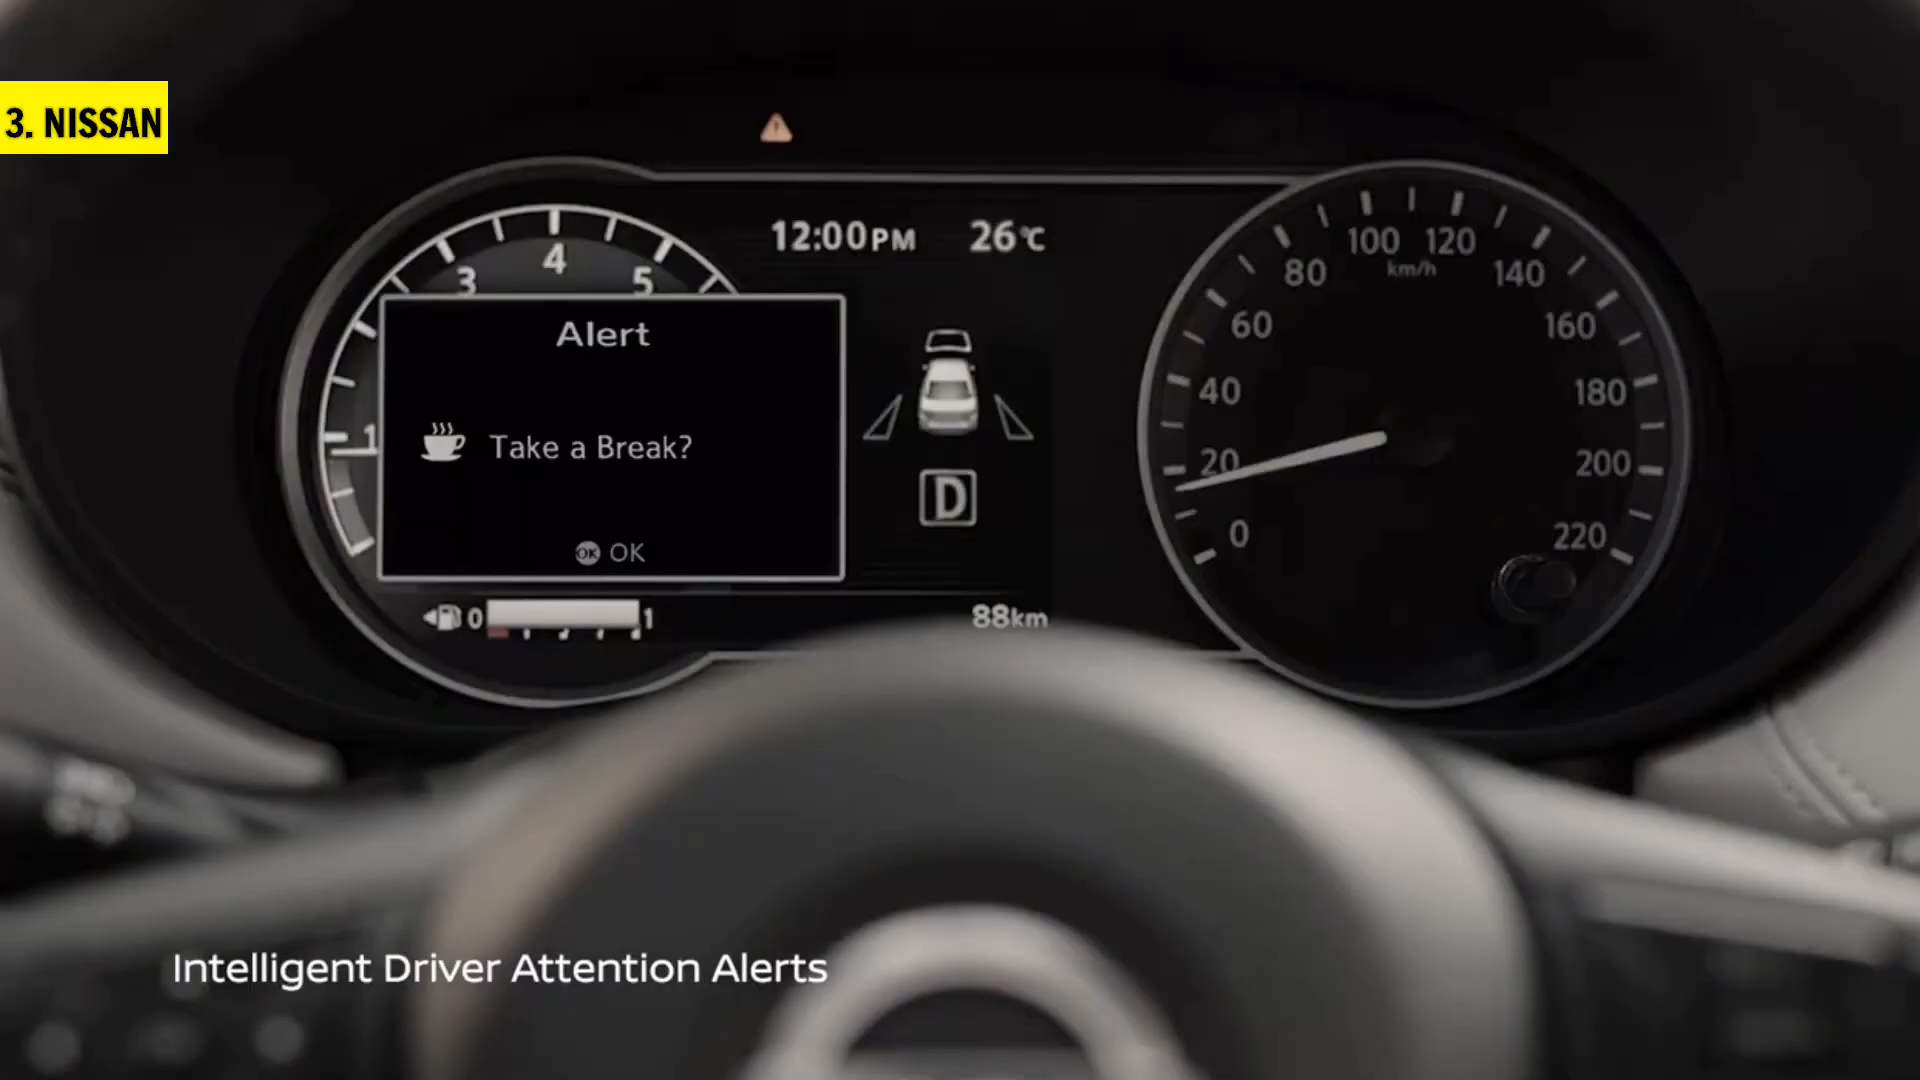 3. NISSAN
12:00PM 26°C
3 4 5
1
Alert
Take a Break?
OK OK
D
0 1
88km
0 20 40 60 80 100 120 140 160 180 200 220
km/h
Intelligent Driver Attention Alerts